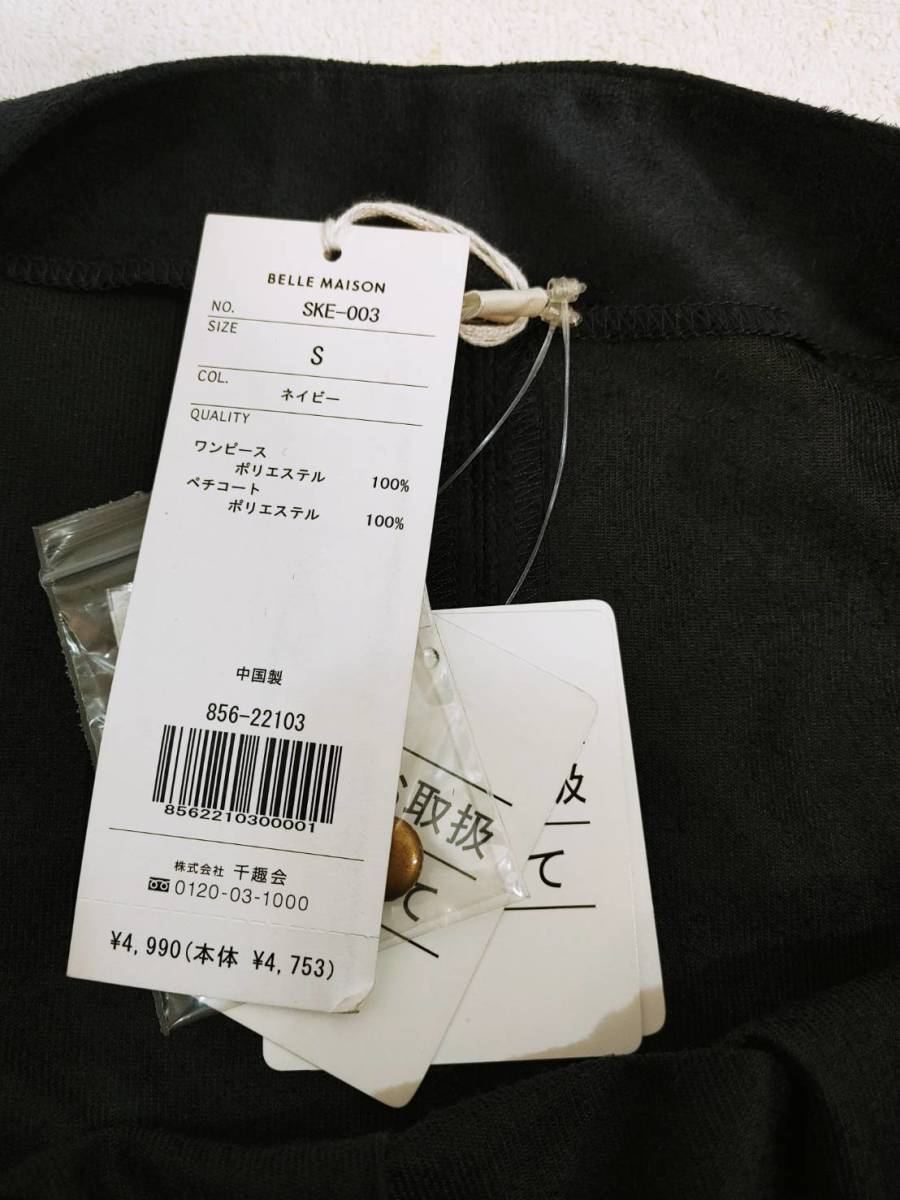 BELLE MAISON
NO. SKE-003
SIZE
S
COL.
ネイビー
QUALITY
ワンピース
ポリエステル 100%
ペチコート
ポリエステル 100%
中国製
856-22103
8562210300001
株式会社 千趣会
0120-03-1000
¥4,990(本体 ¥4,753)
取扱
て
扱
て